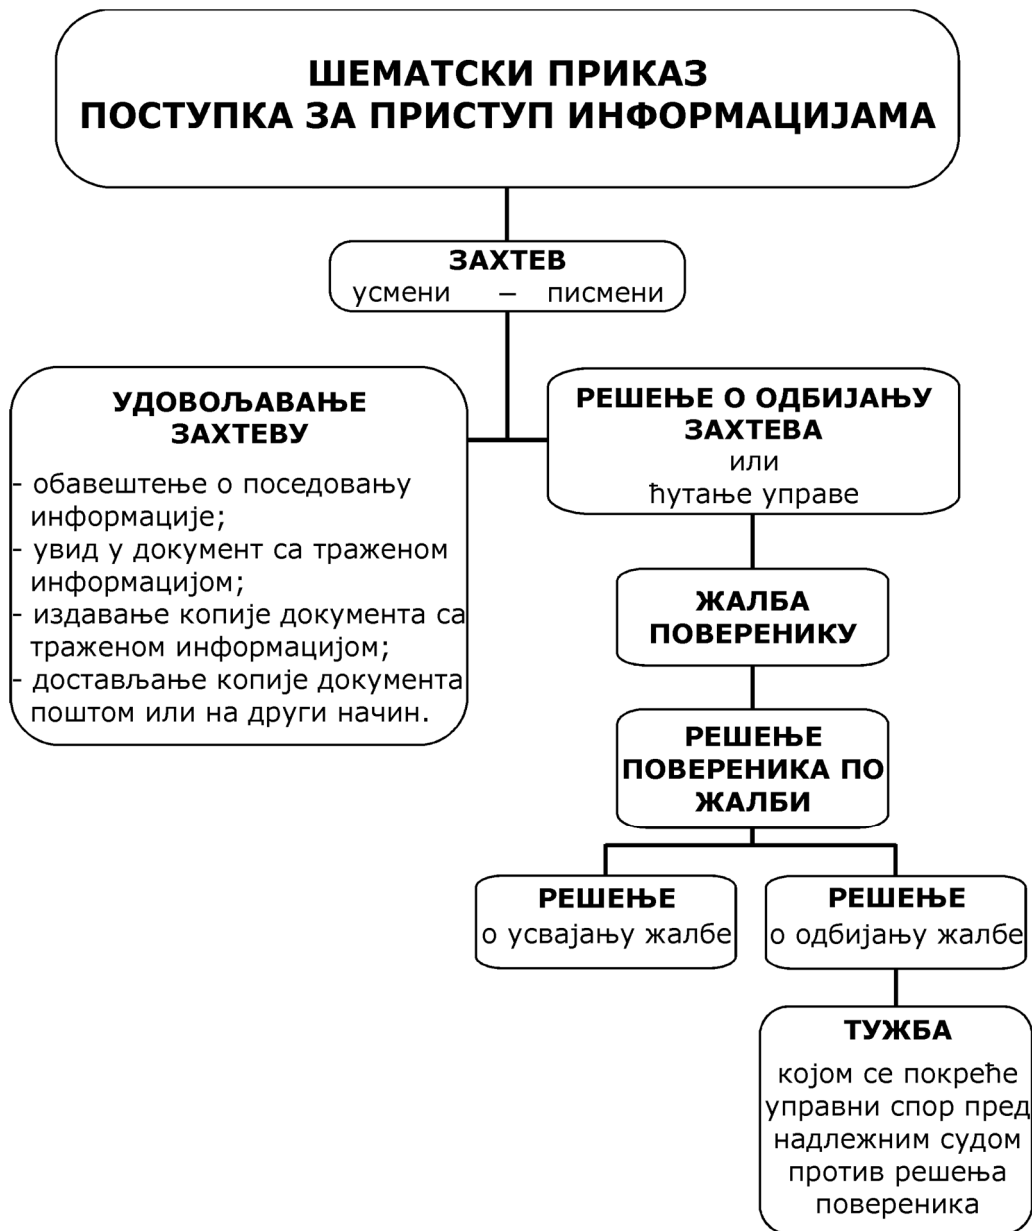 ШЕМАТСКИ ПРИКАЗ
ПОСТУПКА ЗА ПРИСТУП ИНФОРМАЦИЈАМА
ЗАХТЕВ
усмени – писмени
УДОВОЉАВАЊЕ
ЗАХТЕВУ
- обавештење о поседовању
информације;
- увид у документ са траженом
информацијом;
- издавање копије документа са
траженом информацијом;
- достављање копије документа
поштом или на други начин.
РЕШЕЊЕ О ОДБИЈАЊУ
ЗАХТЕВА
или
ћутање управе
ЖАЛБА
ПОВЕРЕНИКУ
РЕШЕЊЕ
ПОВЕРЕНИКА ПО
ЖАЛБИ
РЕШЕЊЕ
о усвајању жалбе
РЕШЕЊЕ
о одбијању жалбе
ТУЖБА
којом се покреће
управни спор пред
надлежним судом
против решења
повереника